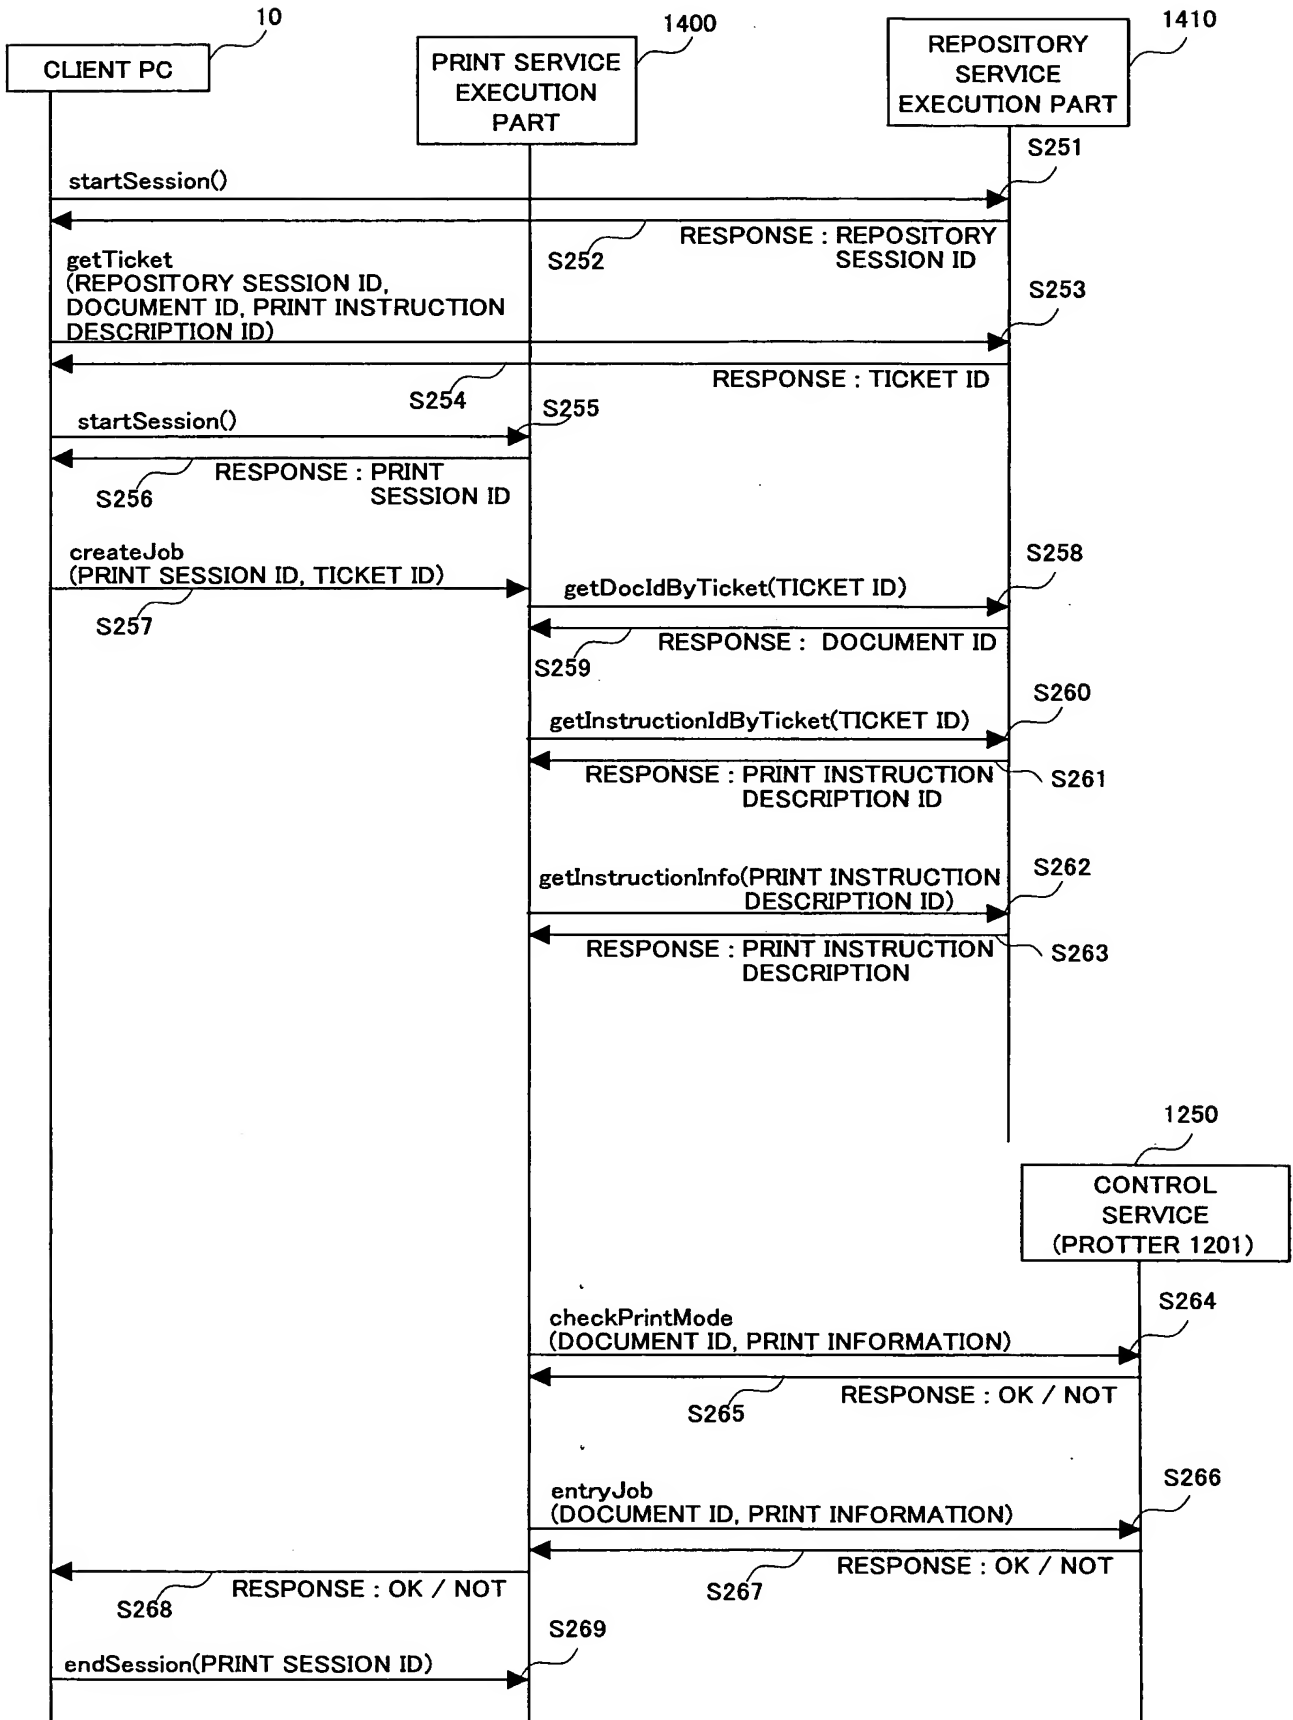 10
1400
1410
CLIENT PC
PRINT SERVICE
EXECUTION
PART
REPOSITORY
SERVICE
EXECUTION PART
S251
startSession()
S252
RESPONSE : REPOSITORY
SESSION ID
getTicket
(REPOSITORY SESSION ID,
DOCUMENT ID, PRINT INSTRUCTION
DESCRIPTION ID)
S253
RESPONSE : TICKET ID
S254
startSession()
S255
RESPONSE : PRINT
SESSION ID
S256
createJob
(PRINT SESSION ID, TICKET ID)
S257
S258
getDocIdByTicket(TICKET ID)
RESPONSE : DOCUMENT ID
S259
S260
getInstructionIdByTicket(TICKET ID)
RESPONSE : PRINT INSTRUCTION
DESCRIPTION ID
S261
S262
getInstructionInfo(PRINT INSTRUCTION
DESCRIPTION ID)
RESPONSE : PRINT INSTRUCTION
DESCRIPTION
S263
1250
CONTROL
SERVICE
(PROTTER 1201)
S264
checkPrintMode
(DOCUMENT ID, PRINT INFORMATION)
RESPONSE : OK / NOT
S265
S266
entryJob
(DOCUMENT ID, PRINT INFORMATION)
RESPONSE : OK / NOT
S267
RESPONSE : OK / NOT
S268
S269
endSession(PRINT SESSION ID)